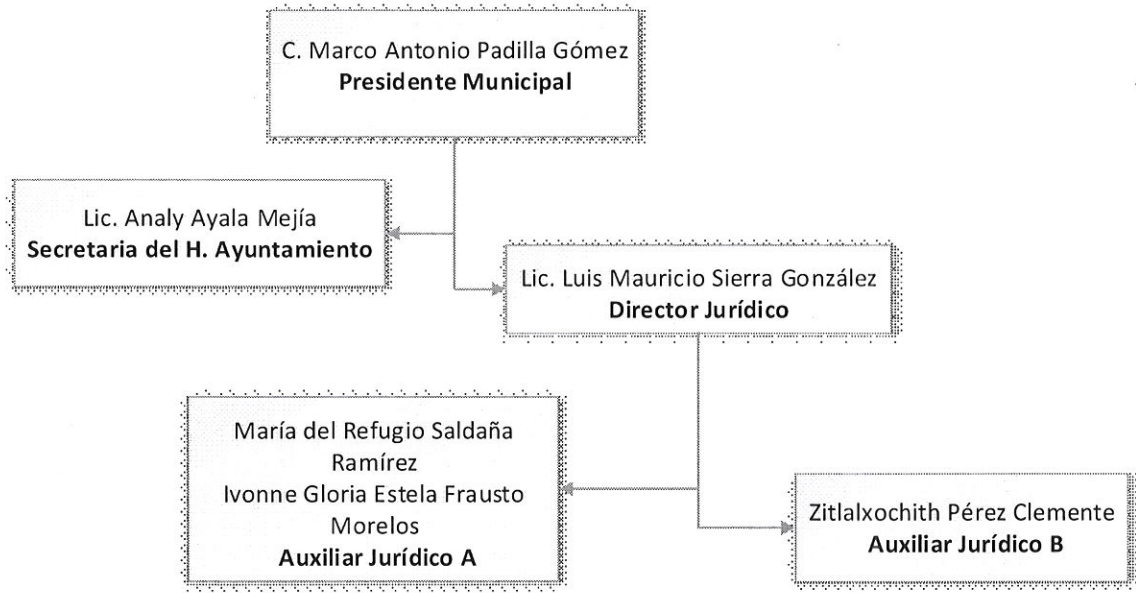 C. Marco Antonio Padilla Gómez
Presidente Municipal
Lic. Analy Ayala Mejía
Secretaria del H. Ayuntamiento
Lic. Luis Mauricio Sierra González
Director Jurídico
María del Refugio Saldaña
Ramírez
Ivonne Gloria Estela Frausto
Morelos
Auxiliar Jurídico A
Zitlalxochith Pérez Clemente
Auxiliar Jurídico B